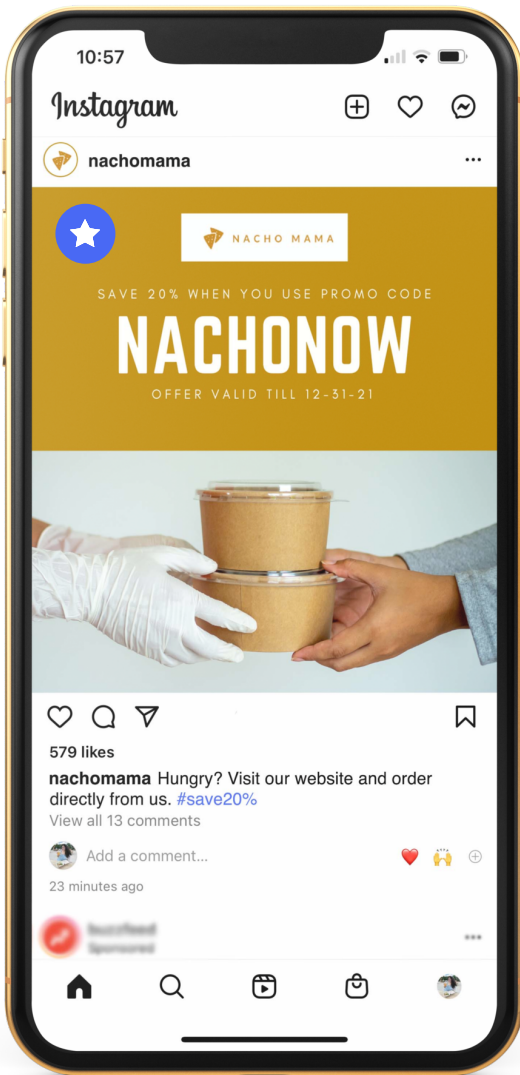 10:57
Instagram
nachomama
NACHO MAMA
SAVE 20% WHEN YOU USE PROMO CODE
NACHONOW
OFFER VALID TILL 12-31-21
579 likes
nachomama Hungry? Visit our website and order
directly from us. #save20%
View all 13 comments
Add a comment...
23 minutes ago
buzzfeed
Sponsored